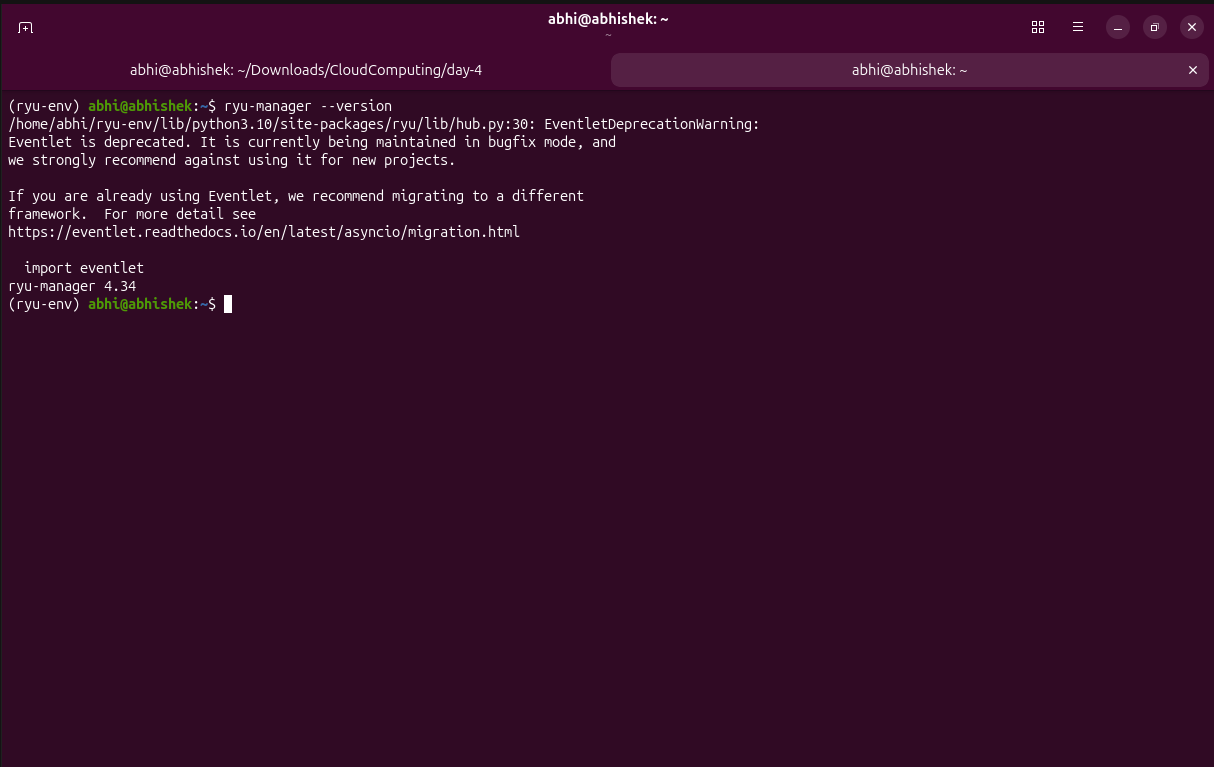 abhi@abhishek: ~
~
abhi@abhishek: ~/Downloads/CloudComputing/day-4
abhi@abhishek: ~
(ryu-env) abhi@abhishek:~$ ryu-manager --version
/home/abhi/ryu-env/lib/python3.10/site-packages/ryu/lib/hub.py:30: EventletDeprecationWarning:
Eventlet is deprecated. It is currently being maintained in bugfix mode, and
we strongly recommend against using it for new projects.

If you are already using Eventlet, we recommend migrating to a different
framework.  For more detail see
https://eventlet.readthedocs.io/en/latest/asyncio/migration.html

  import eventlet
ryu-manager 4.34
(ryu-env) abhi@abhishek:~$